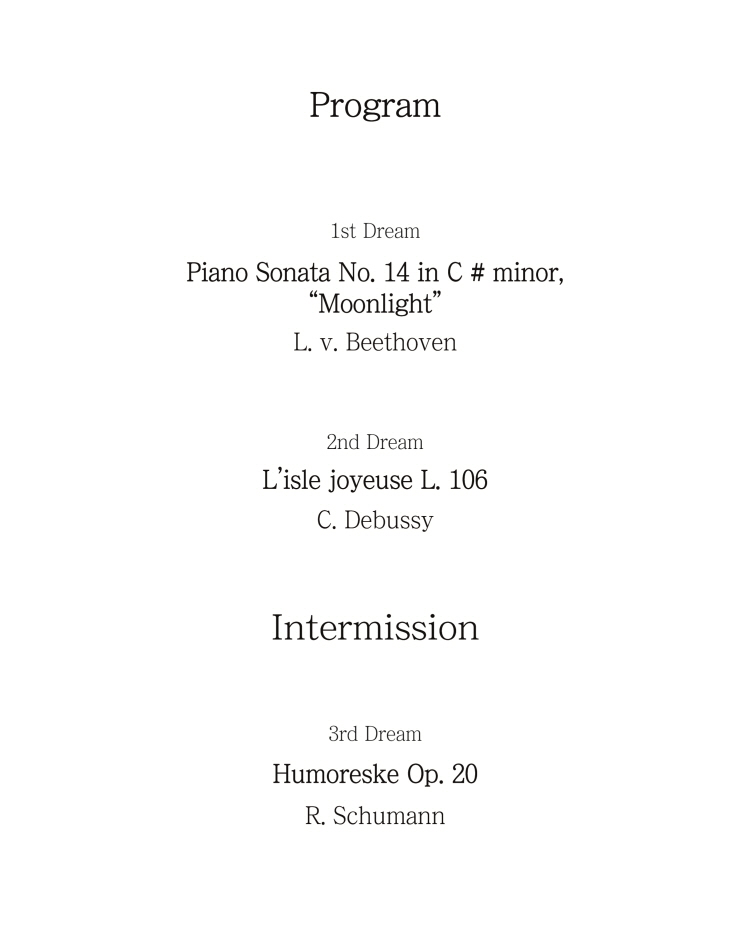 Program
1st Dream
Piano Sonata No. 14 in C # minor,
“Moonlight”
L. v. Beethoven
2nd Dream
L’isle joyeuse L. 106
C. Debussy
Intermission
3rd Dream
Humoreske Op. 20
R. Schumann